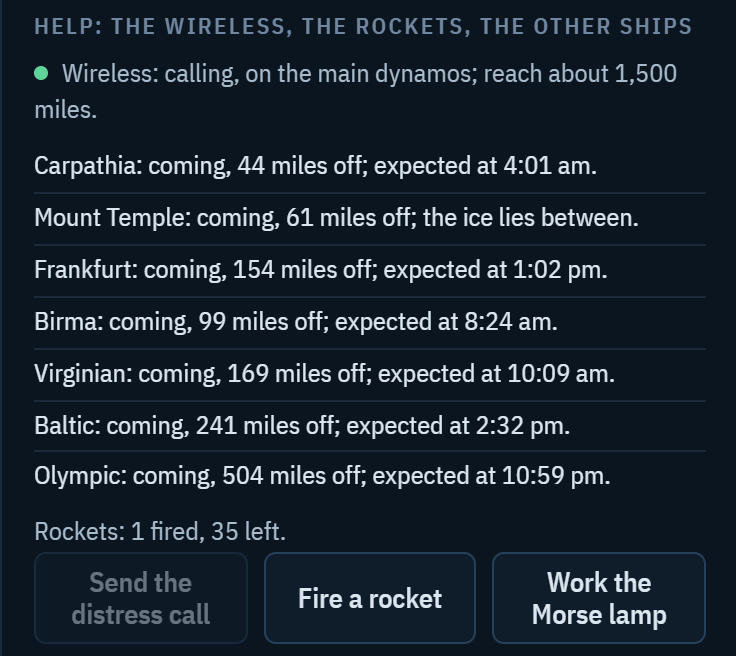 HELP: THE WIRELESS, THE ROCKETS, THE OTHER SHIPS
Wireless: calling, on the main dynamos; reach about 1,500
miles.
Carpathia: coming, 44 miles off; expected at 4:01 am.
Mount Temple: coming, 61 miles off; the ice lies between.
Frankfurt: coming, 154 miles off; expected at 1:02 pm.
Birma: coming, 99 miles off; expected at 8:24 am.
Virginian: coming, 169 miles off; expected at 10:09 am.
Baltic: coming, 241 miles off; expected at 2:32 pm.
Olympic: coming, 504 miles off; expected at 10:59 pm.
Rockets: 1 fired, 35 left.
Send the
distress call
Fire a rocket
Work the
Morse lamp